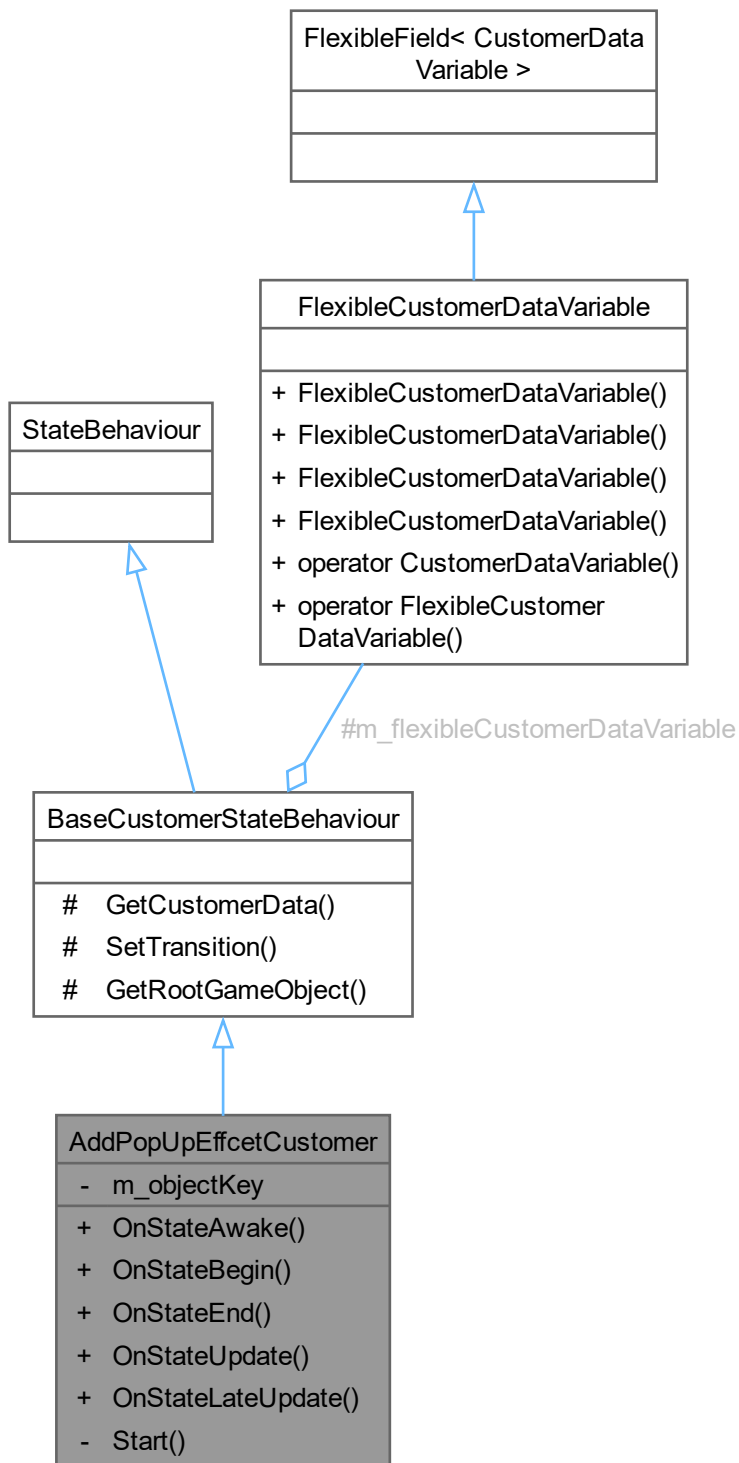 FlexibleField< CustomerData
Variable >
FlexibleCustomerDataVariable
+ FlexibleCustomerDataVariable()
+ FlexibleCustomerDataVariable()
+ FlexibleCustomerDataVariable()
+ FlexibleCustomerDataVariable()
+ operator CustomerDataVariable()
+ operator FlexibleCustomer
DataVariable()
StateBehaviour
#m_flexibleCustomerDataVariable
BaseCustomerStateBehaviour
# GetCustomerData()
# SetTransition()
# GetRootGameObject()
AddPopUpEffcetCustomer
- m_objectKey
+ OnStateAwake()
+ OnStateBegin()
+ OnStateEnd()
+ OnStateUpdate()
+ OnStateLateUpdate()
- Start()